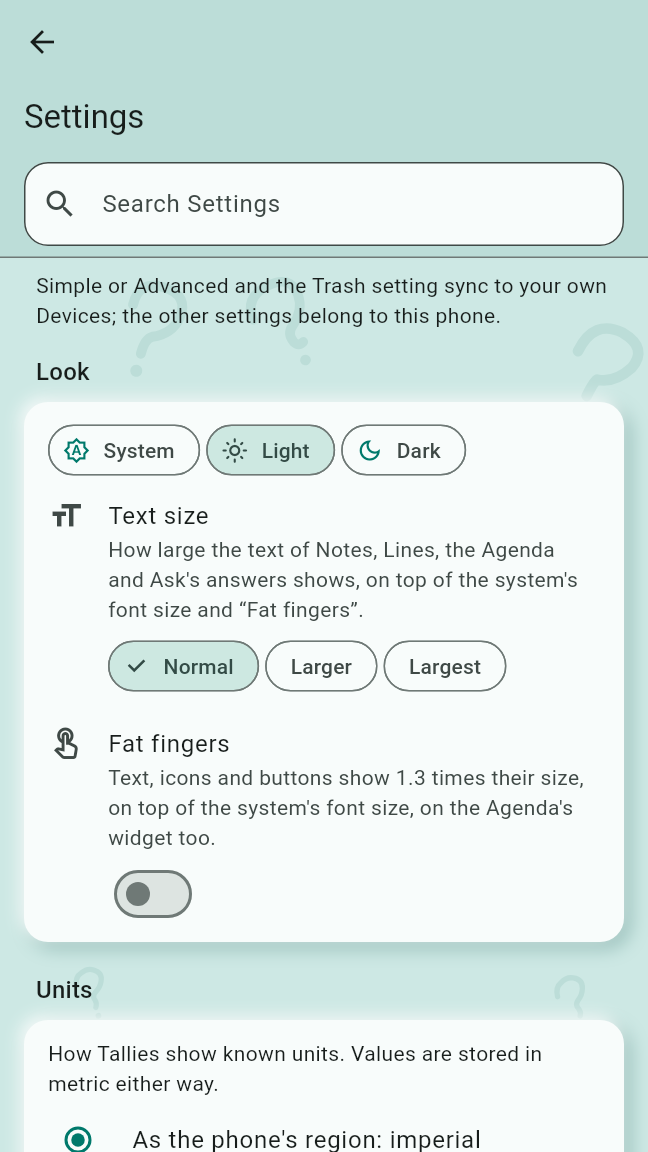 Settings
Search Settings
Simple or Advanced and the Trash setting sync to your own
Devices; the other settings belong to this phone.
Look
System
Light
Dark
Text size
How large the text of Notes, Lines, the Agenda
and Ask's answers shows, on top of the system's
font size and “Fat fingers”.
Normal
Larger
Largest
Fat fingers
Text, icons and buttons show 1.3 times their size,
on top of the system's font size, on the Agenda's
widget too.
Units
How Tallies show known units. Values are stored in
metric either way.
As the phone's region: imperial